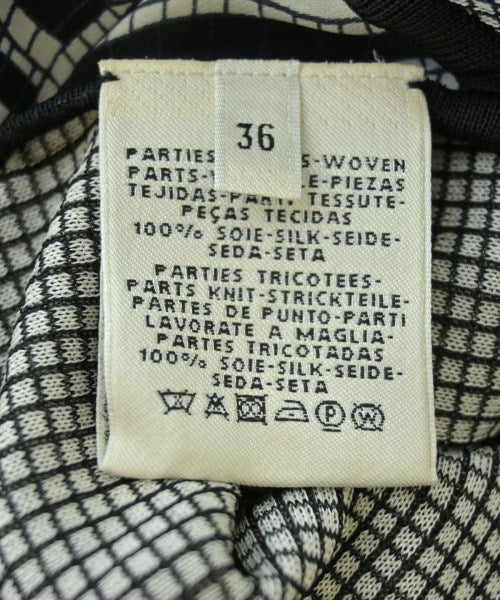 36
PARTIES S-WOVEN
PARTS- LE-PIEZAS
TEJIDAS-PARTI TESSUTE-
PEÇAS TECIDAS
100% SOIE-SILK-SEIDE-
SEDA-SETA
PARTIES TRICOTEES-
PARTS KNIT-STRICKTEILE-
PARTES DE PUNTO-PARTI
LAVORATE A MAGLIA-
PARTES TRICOTADAS
100% SOIE-SILK-SEIDE-
SEDA-SETA
P W